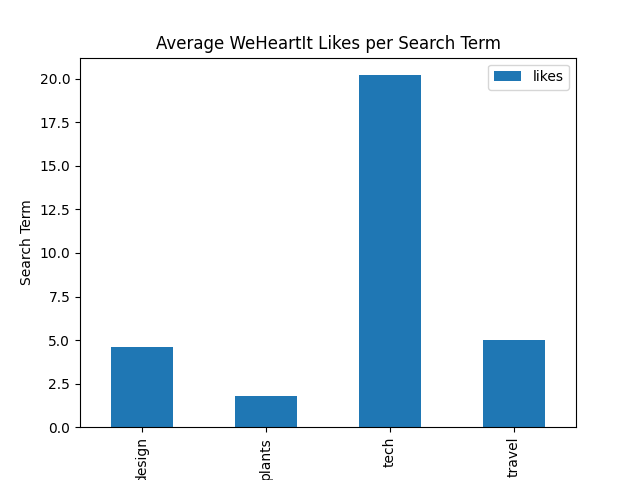 Average WeHeartIt Likes per Search Term
likes
20.0
17.5
15.0
12.5
10.0
7.5
5.0
2.5
0.0
Search Term
design
plants
tech
travel